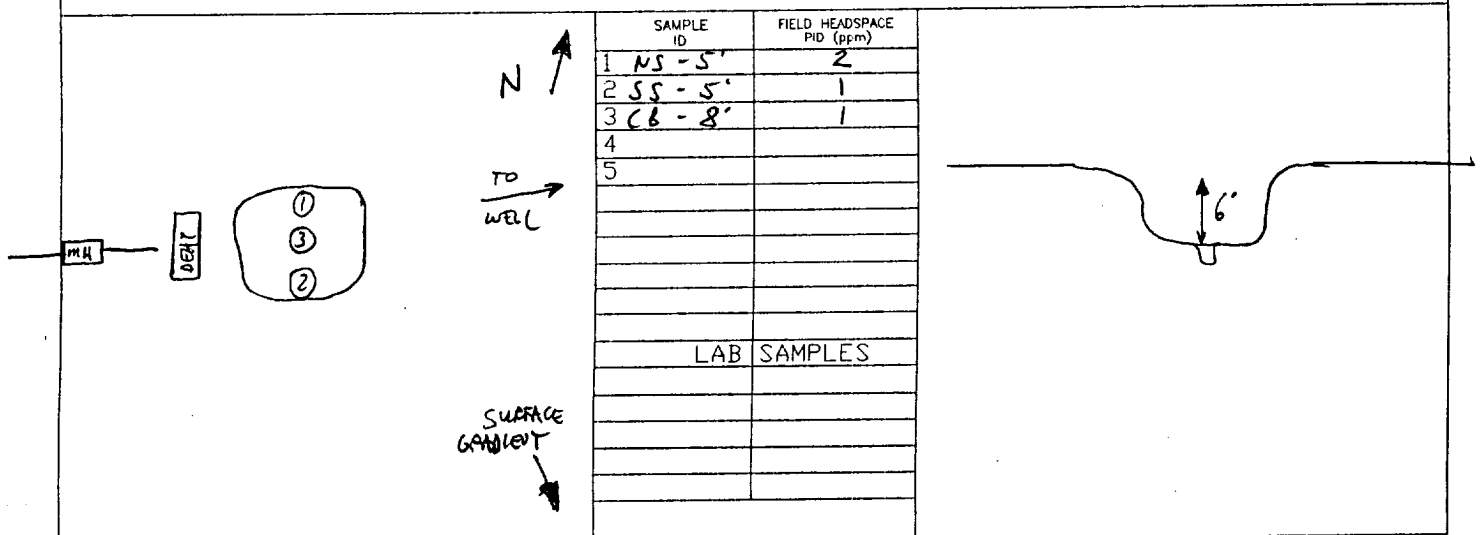 N
SAMPLE ID
FIELD HEADSPACE PID (ppm)
1 NS - 5' 2
2 SS - 5' 1
3 CB - 8' 1
4
5
TO
WELL
MH
DEHY
1
3
2
6'
LAB SAMPLES
SURFACE
GRADIENT